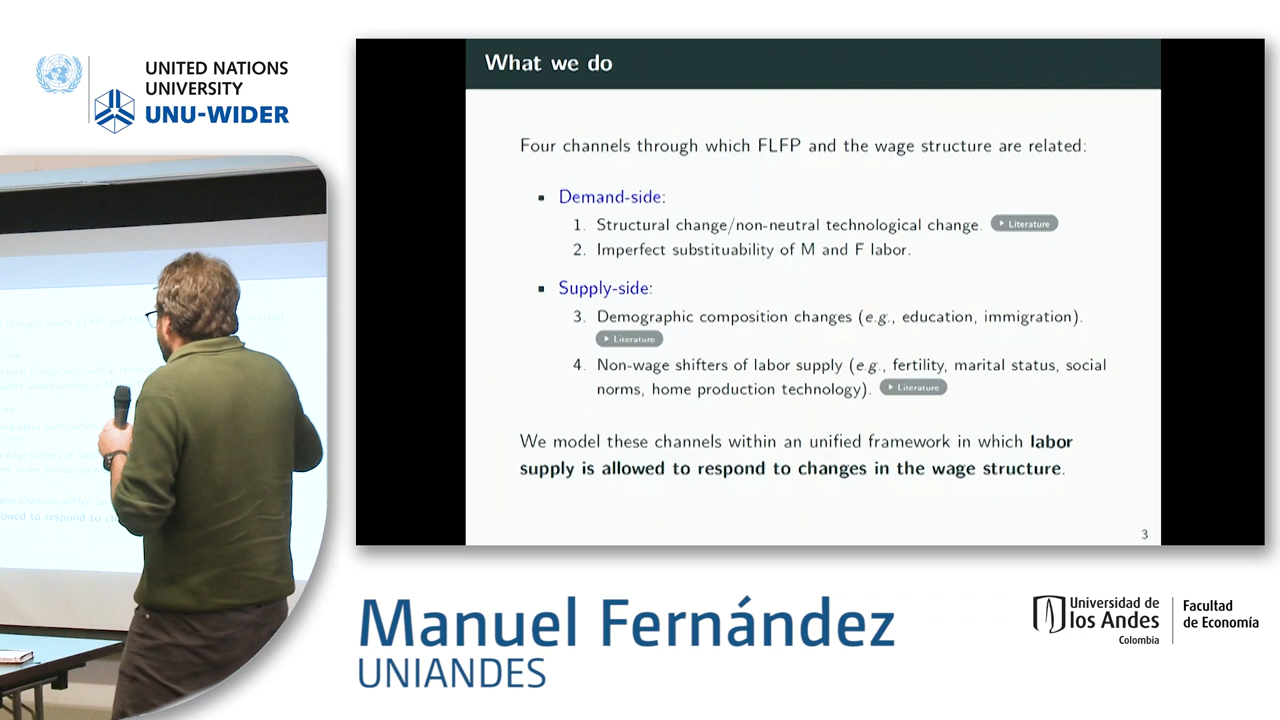 UNITED NATIONS
UNIVERSITY
UNU-WIDER
What we do
Four channels through which FLFP and the wage structure are related:
Demand-side:
1. Structural change/non-neutral technological change. Literature
2. Imperfect substituability of M and F labor.
Supply-side:
3. Demographic composition changes (e.g., education, immigration).
Literature
4. Non-wage shifters of labor supply (e.g., fertility, marital status, social
norms, home production technology). Literature
We model these channels within an unified framework in which labor
supply is allowed to respond to changes in the wage structure.
3
Manuel Fernández
UNIANDES
Universidad de
los Andes
Colombia
Facultad
de Economía